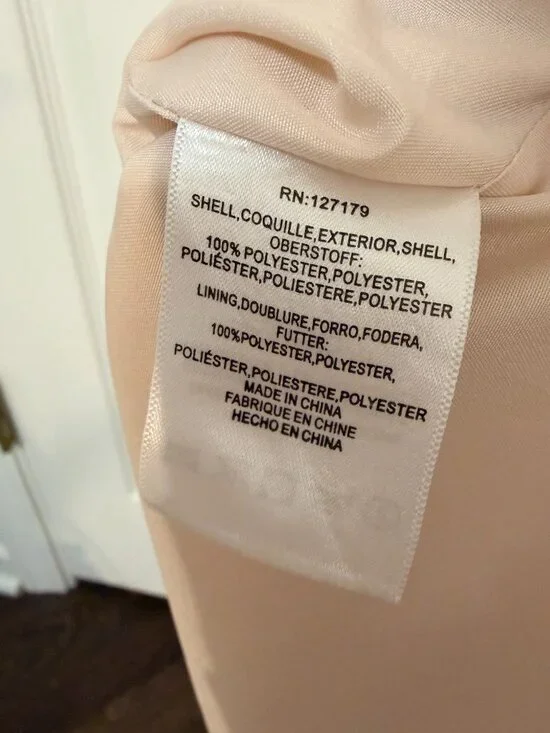 RN:127179
SHELL,COQUILLE,EXTERIOR,SHELL,
OBERSTOFF:
100% POLYESTER,POLYESTER,
POLIÉSTER,POLIESTERE,POLYESTER
LINING,DOUBLURE,FORRO,FODERA,
FUTTER:
100%POLYESTER,POLYESTER,
POLIÉSTER,POLIESTERE,POLYESTER
MADE IN CHINA
FABRIQUE EN CHINE
HECHO EN CHINA